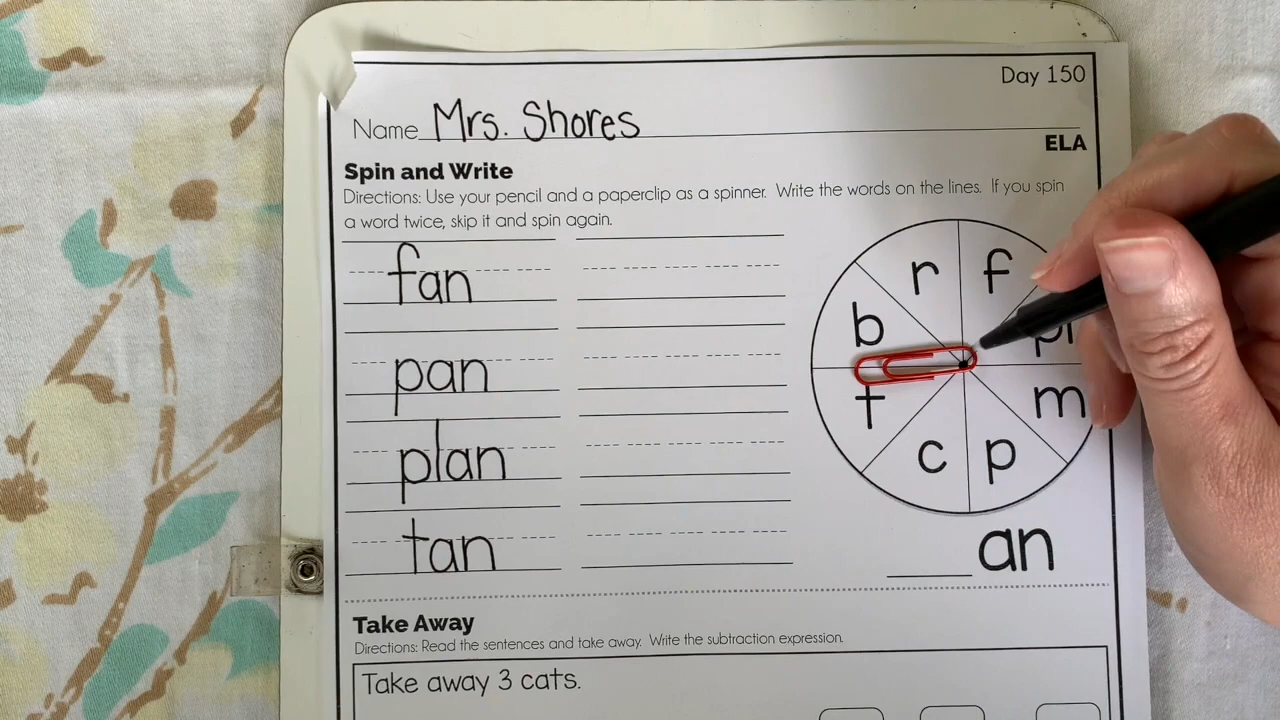 Day 150
Name Mrs. Shores
ELA
Spin and Write
Directions: Use your pencil and a paperclip as a spinner. Write the words on the lines. If you spin
a word twice, skip it and spin again.
fan
pan
plan
tan
r f
b pl
t m
c p
____an
Take Away
Directions: Read the sentences and take away. Write the subtraction expression.
Take away 3 cats.